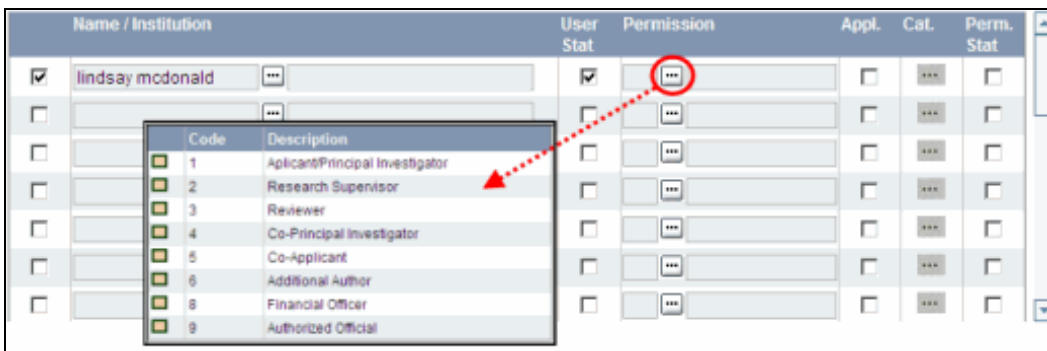 Name / Institution User Stat Permission Appl. Cat. Perm. Stat
lindsay mcdonald
Code Description
1 Aplicant/Principal Investigator
2 Research Supervisor
3 Reviewer
4 Co-Principal Investigator
5 Co-Applicant
6 Additional Author
8 Financial Officer
9 Authorized Official